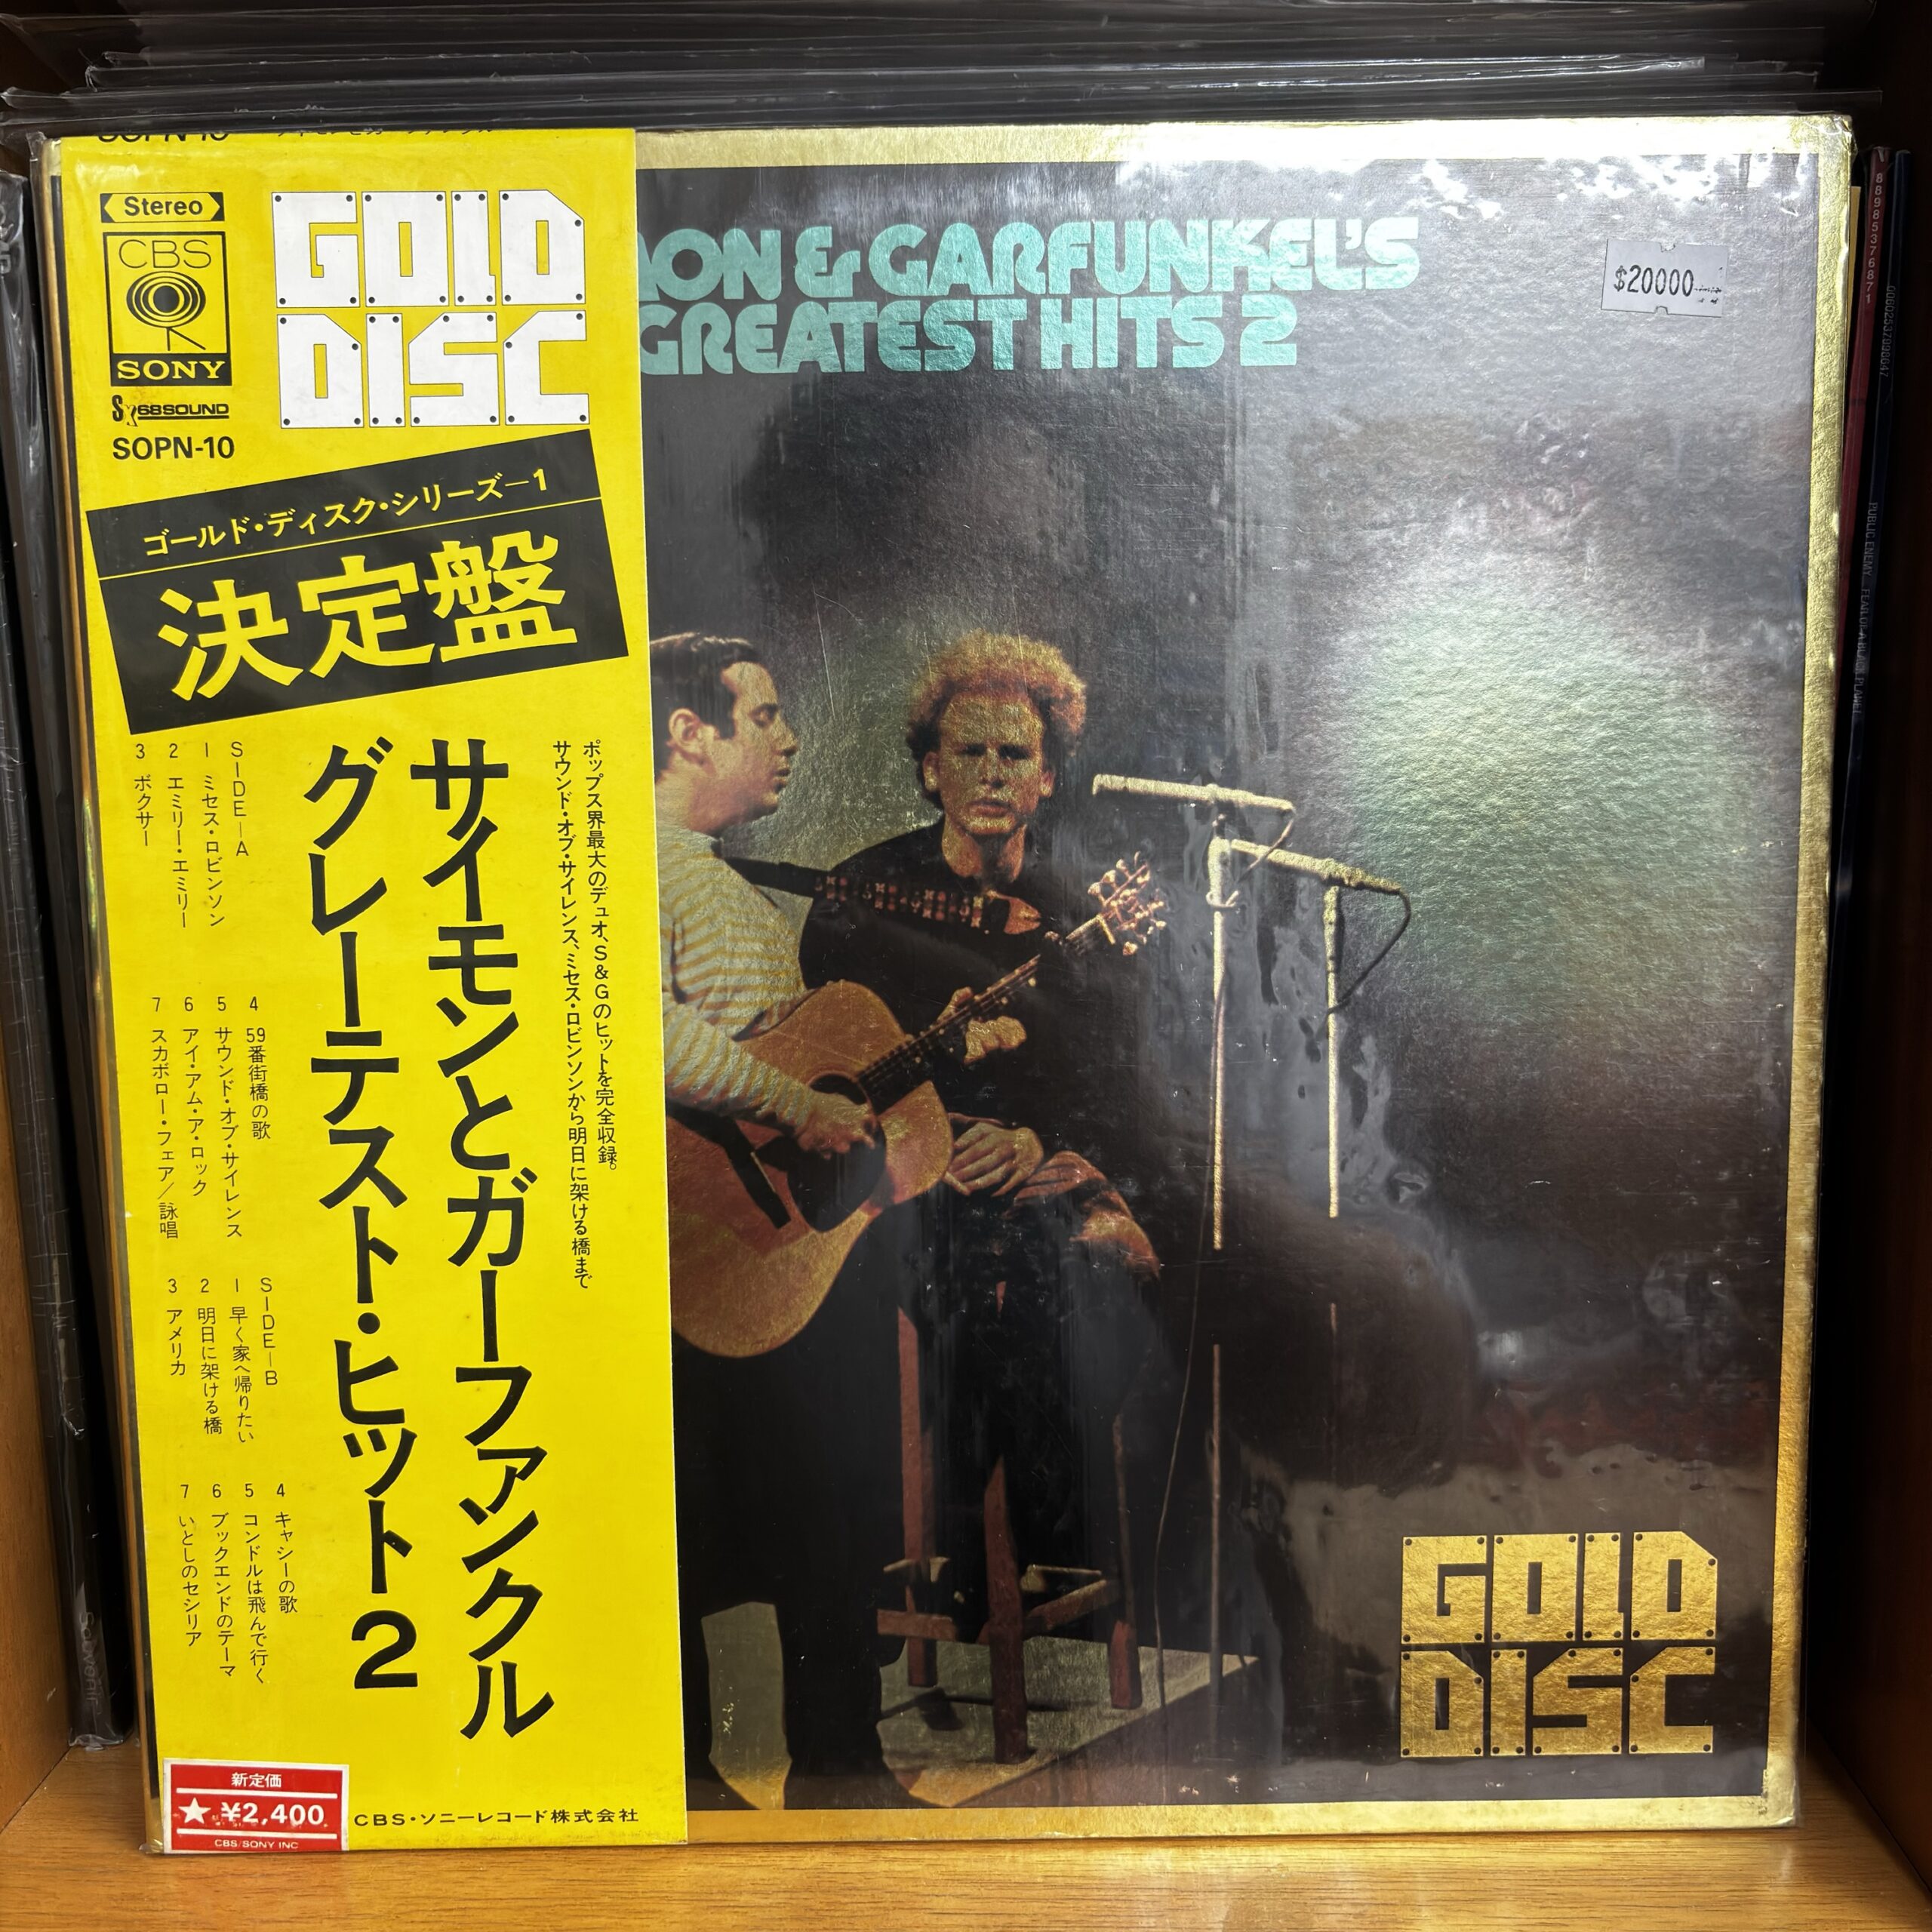 SOPN-10
Stereo
CBS
SONY
Sx68SOUND
SOPN-10
GOLD
DISC
ゴールド・ディスク・シリーズ—1
決定盤
ポップス界最大のデュオ、S&Gのヒットを完全収録。
サウンド・オブ・サイレンス、ミセス・ロビンソンから明日に架ける橋まで
サイモンとガーファンクル
グレーテスト・ヒット2
SIDE—A
1 ミセス・ロビンソン
2 エミリー・エミリー
3 ボクサー
4 59番街橋の歌
5 サウンド・オブ・サイレンス
6 アイ・アム・ア・ロック
7 スカボロー・フェア/詠唱
SIDE—B
1 早く家へ帰りたい
2 明日に架ける橋
3 アメリカ
4 キャシーの歌
5 コンドルは飛んで行く
6 ブックエンドのテーマ
7 いとしのセシリア
新定価
★ ¥2,400
CBS/SONY INC
CBS・ソニーレコード株式会社
ON & GARFUNKEL'S
GREATEST HITS 2
$20000
GOLD
DISC
88985376871
PUBLIC ENEMY FEAR OF A BLACK PLANET